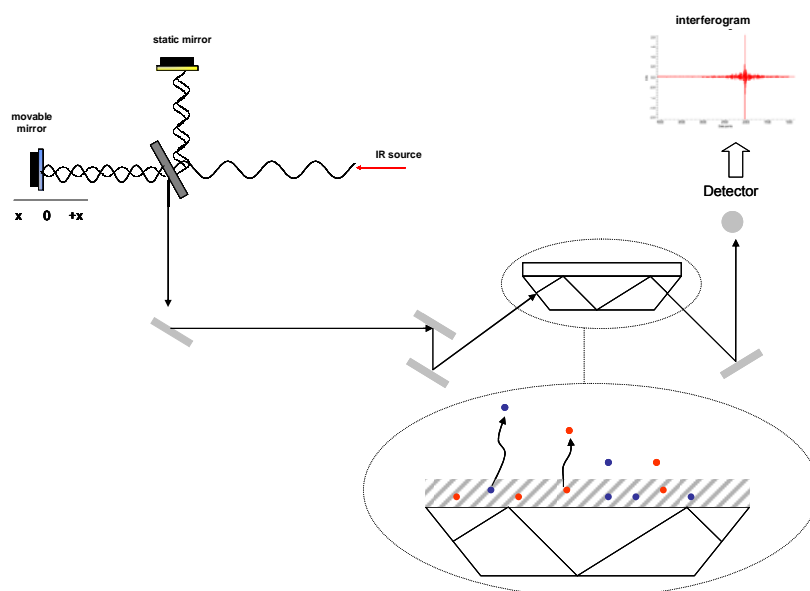 interferogram
static mirror
movable
mirror
IR source
x 0 +x
Detector